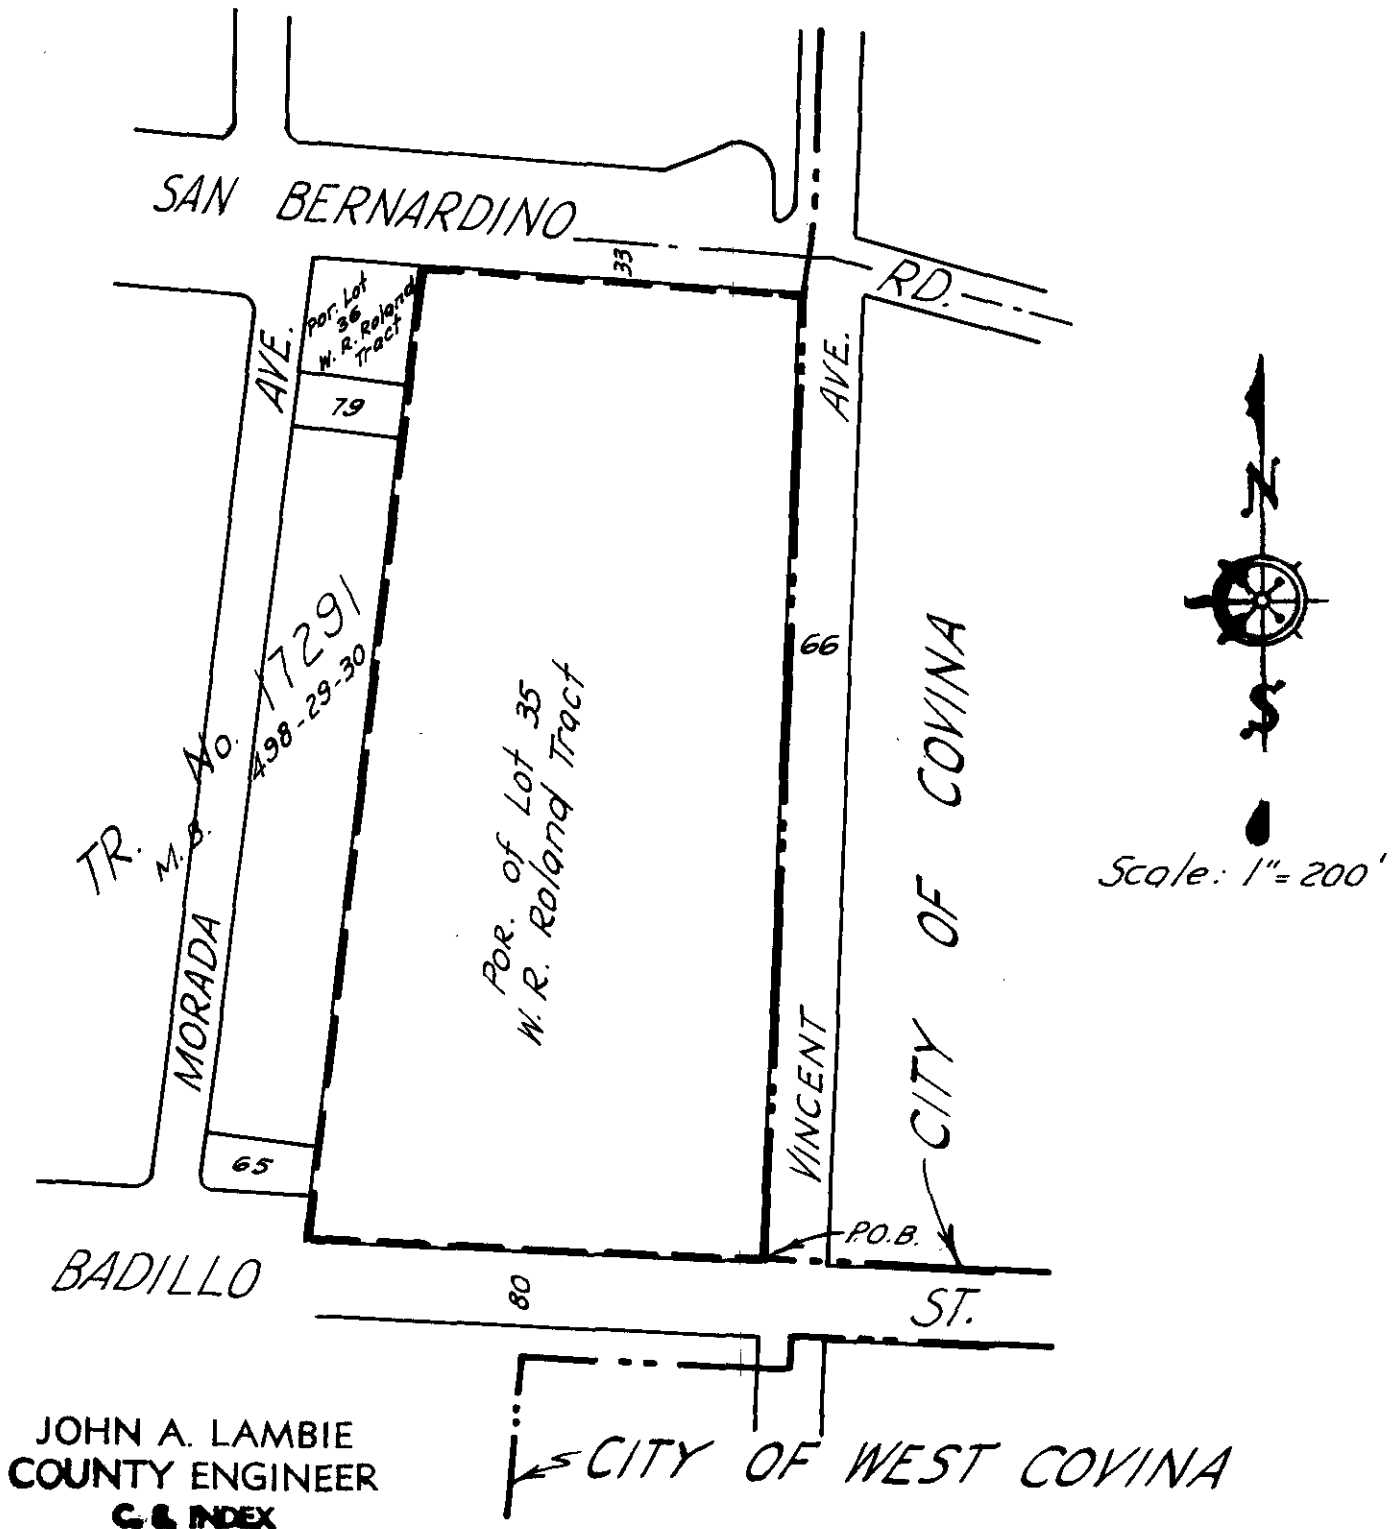 SAN BERNARDINO RD.
33
Por. Lot
36
W. R. Roland
Tract
79
AVE.
AVE.
N
S
TR. No. 17291
M.B. 498-29-30
66
POR. of Lot 35
W. R. Roland Tract
CITY OF COVINA
Scale: 1"= 200'
MORADA
VINCENT
65
P.O.B.
BADILLO
80
ST.
JOHN A. LAMBIE
COUNTY ENGINEER
C. & INDEX
CITY OF WEST COVINA